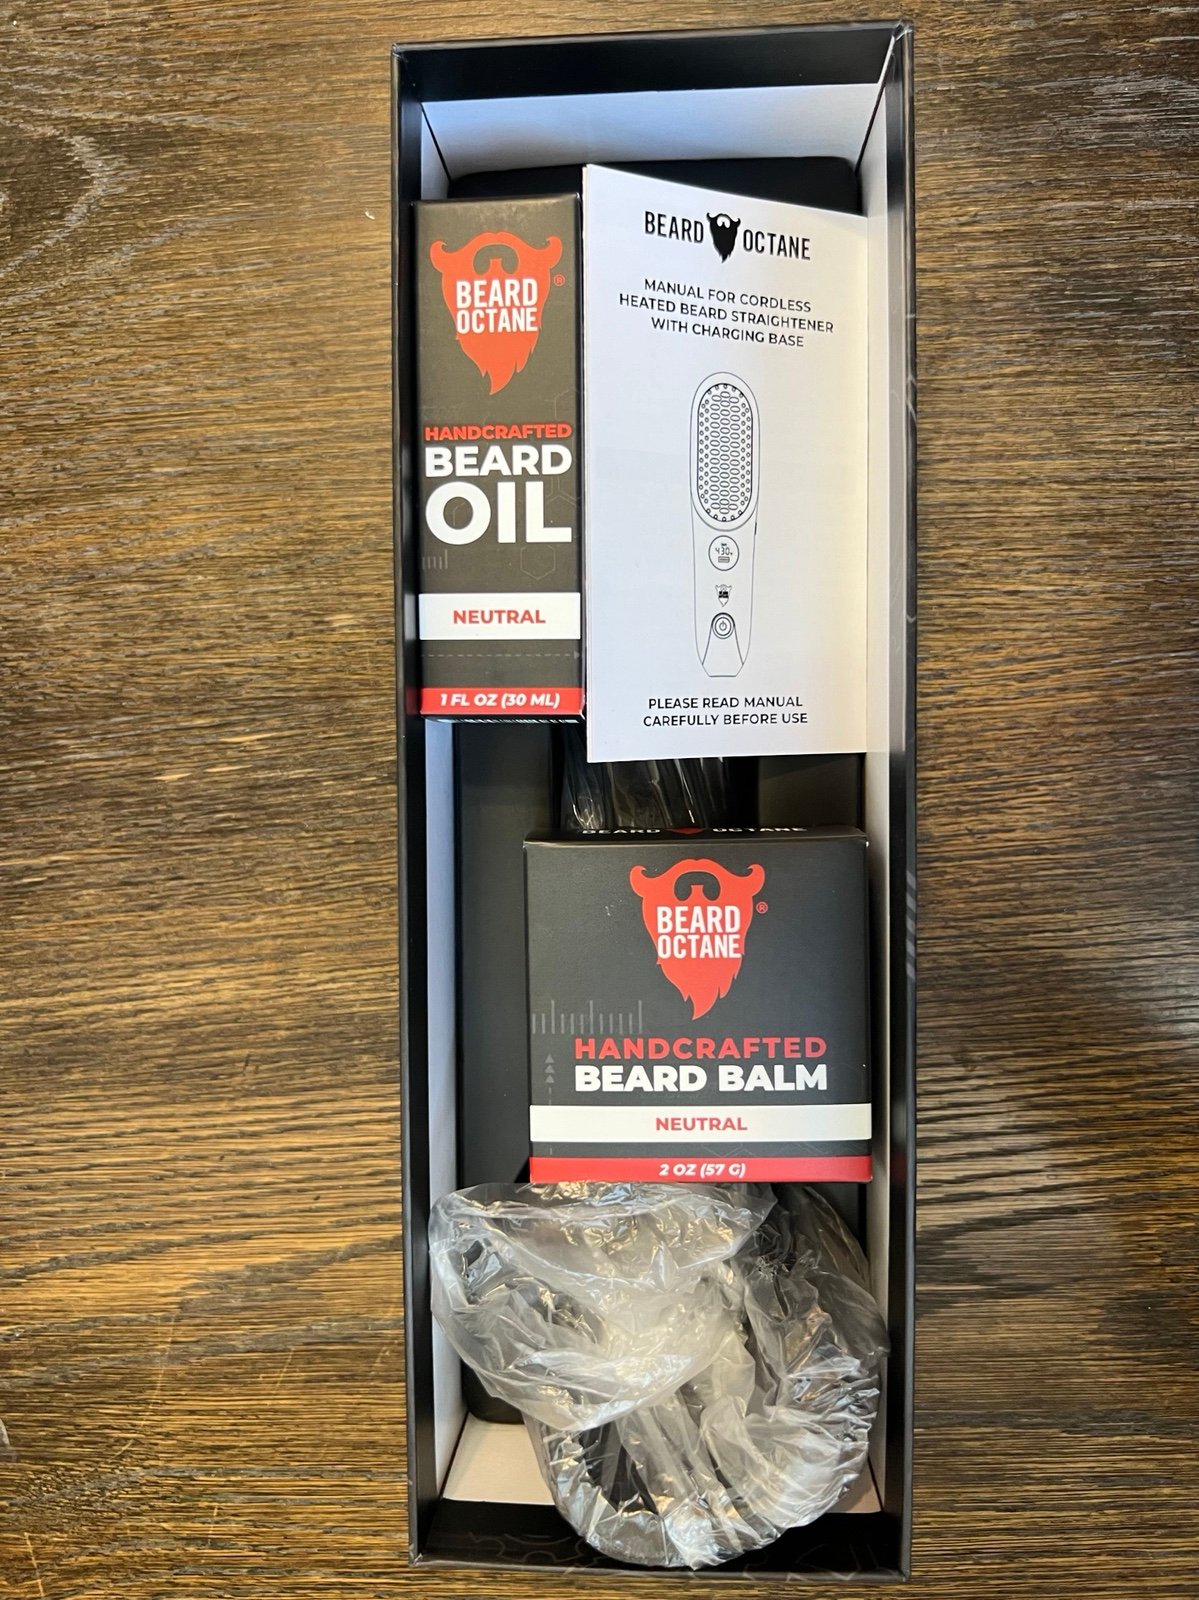 BEARD
OCTANE
®
HANDCRAFTED
BEARD
OIL
NEUTRAL
1 FL OZ (30 ML)
BEARD OCTANE
MANUAL FOR CORDLESS
HEATED BEARD STRAIGHTENER
WITH CHARGING BASE
430
PLEASE READ MANUAL
CAREFULLY BEFORE USE
BEARD OCTANE
BEARD
OCTANE
®
HANDCRAFTED
BEARD BALM
NEUTRAL
2 OZ (57 G)